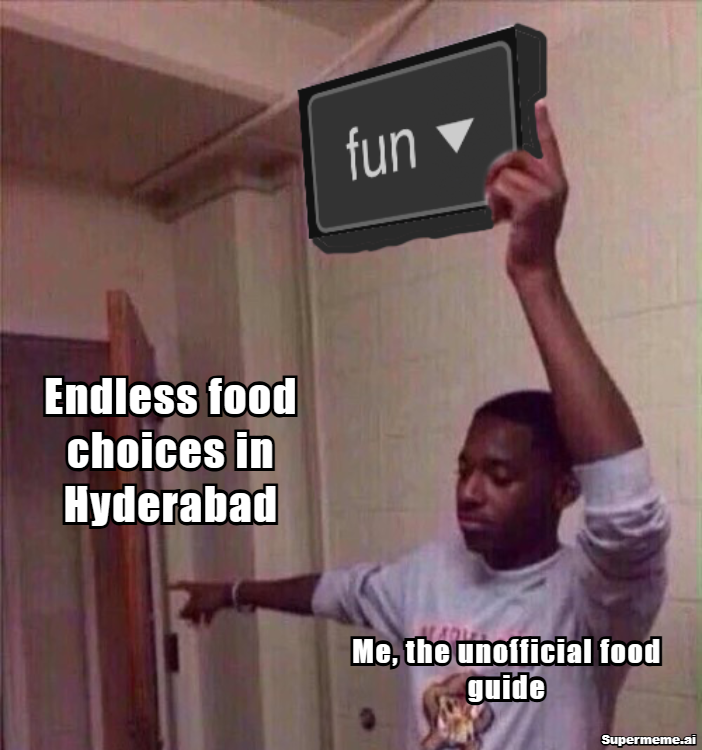 fun ▼
Endless food
choices in
Hyderabad
Me, the unofficial food
guide
Supermeme.ai